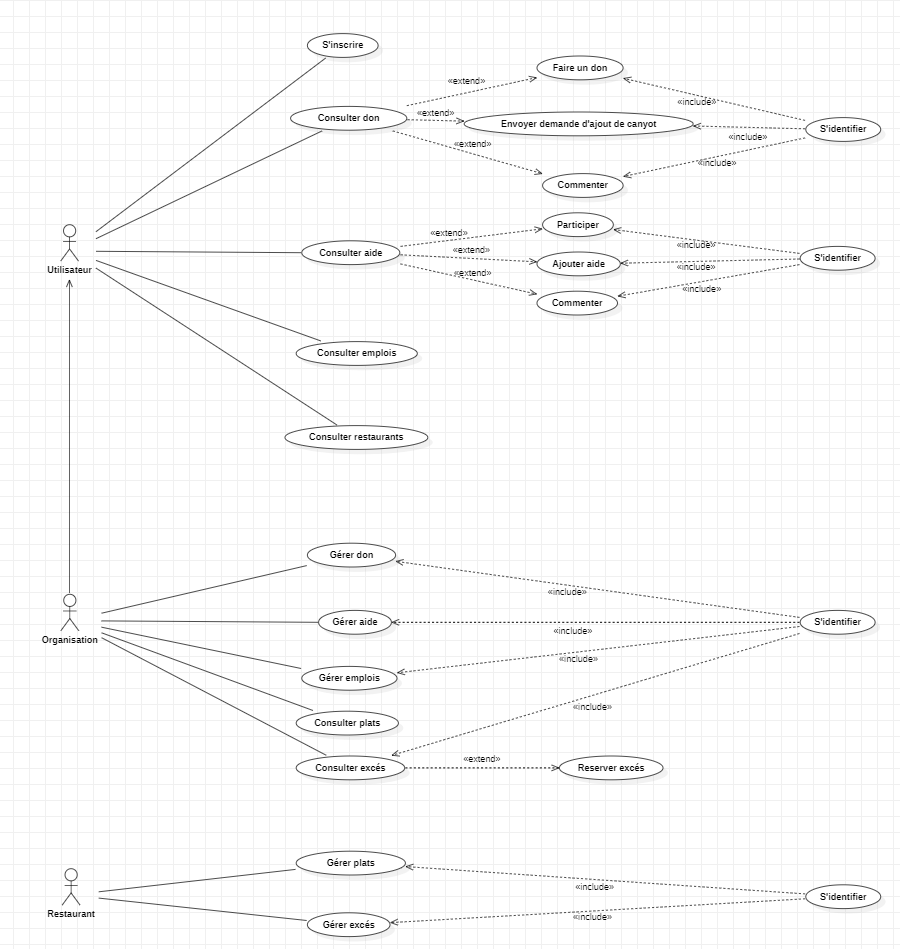 S'inscrire
Faire un don
«extend»
«include»
Consulter don
«extend»
Envoyer demande d'ajout de canyot
S'identifier
«include»
«extend»
«include»
Commenter
Participer
«extend»
«include»
Utilisateur
Consulter aide
«extend»
Ajouter aide
S'identifier
«include»
«extend»
«include»
Commenter
Consulter emplois
Consulter restaurants
Gérer don
«include»
Organisation
Gérer aide
S'identifier
«include»
«include»
Gérer emplois
«include»
Consulter plats
«extend»
Consulter excés
Reserver excés
Gérer plats
«include»
S'identifier
Restaurant
«include»
Gérer excés